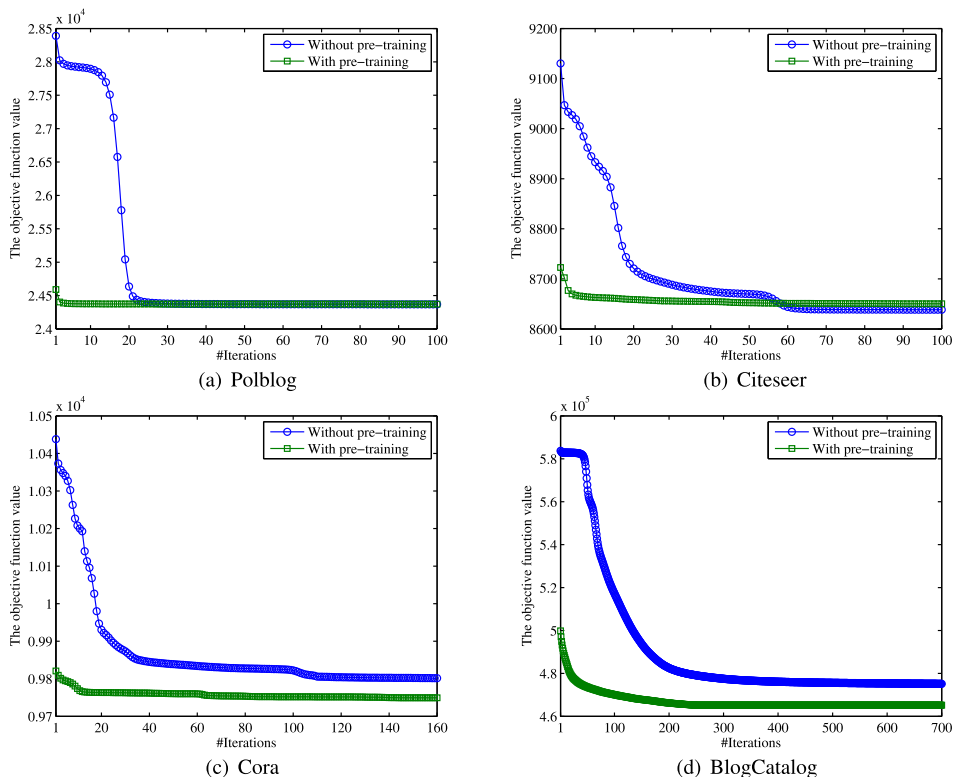 x 10^4
2.85
2.8
2.75
2.7
2.65
2.6
2.55
2.5
2.45
2.4
1 10 20 30 40 50 60 70 80 90 100
The objective function value
#Iterations
Without pre−training
With pre−training
(a) Polblog
9200
9100
9000
8900
8800
8700
8600
1 10 20 30 40 50 60 70 80 90 100
The objective function value
#Iterations
Without pre−training
With pre−training
(b) Citeseer
x 10^4
1.05
1.04
1.03
1.02
1.01
1
0.99
0.98
0.97
1 20 40 60 80 100 120 140 160
The objective function value
#Iterations
Without pre−training
With pre−training
(c) Cora
x 10^5
6
5.8
5.6
5.4
5.2
5
4.8
4.6
1 100 200 300 400 500 600 700
The objective function value
#Iterations
Without pre−training
With pre−training
(d) BlogCatalog